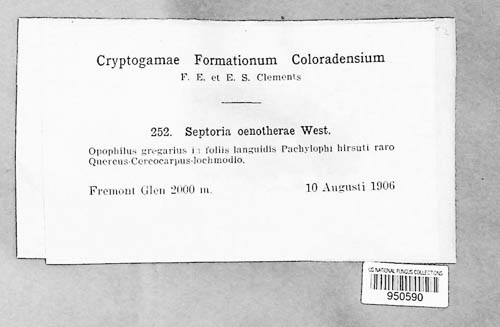 Cryptogamae Formationum Coloradensium
F. E. et E. S. Clements
252. Septoria oenotherae West.
Opophilus gregarius in foliis languidis Pachylophi hirsuti raro
Quercus-Cercocarpus-lochmodio.
Fremont Glen 2000 m. 10 Augusti 1906
US NATIONAL FUNGUS COLLECTIONS
950590